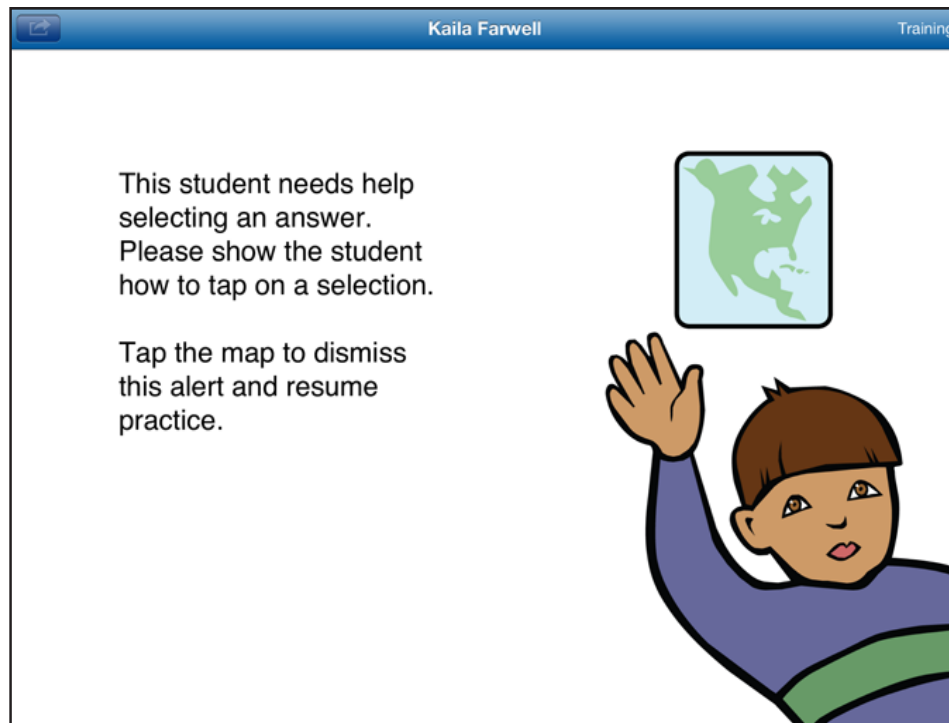 Kaila Farwell
Training
This student needs help
selecting an answer.
Please show the student
how to tap on a selection.
Tap the map to dismiss
this alert and resume
practice.